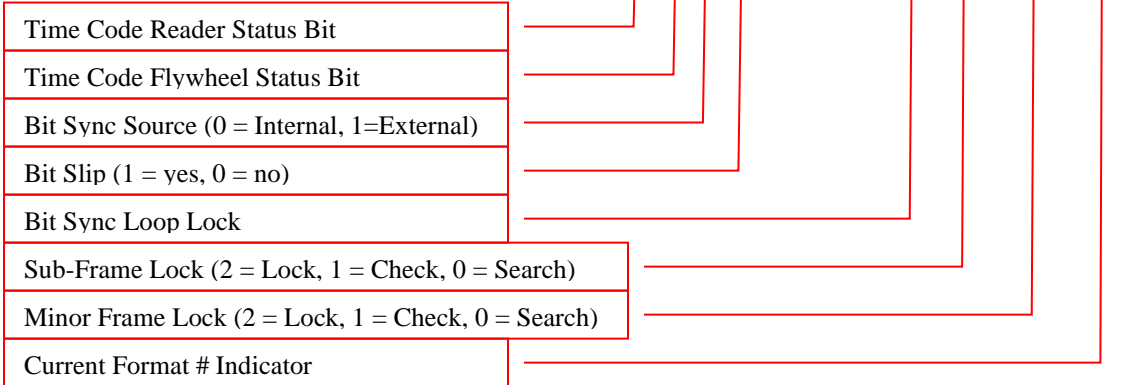 Time Code Reader Status Bit
Time Code Flywheel Status Bit
Bit Sync Source (0 = Internal, 1=External)
Bit Slip (1 = yes, 0 = no)
Bit Sync Loop Lock
Sub-Frame Lock (2 = Lock, 1 = Check, 0 = Search)
Minor Frame Lock (2 = Lock, 1 = Check, 0 = Search)
Current Format # Indicator